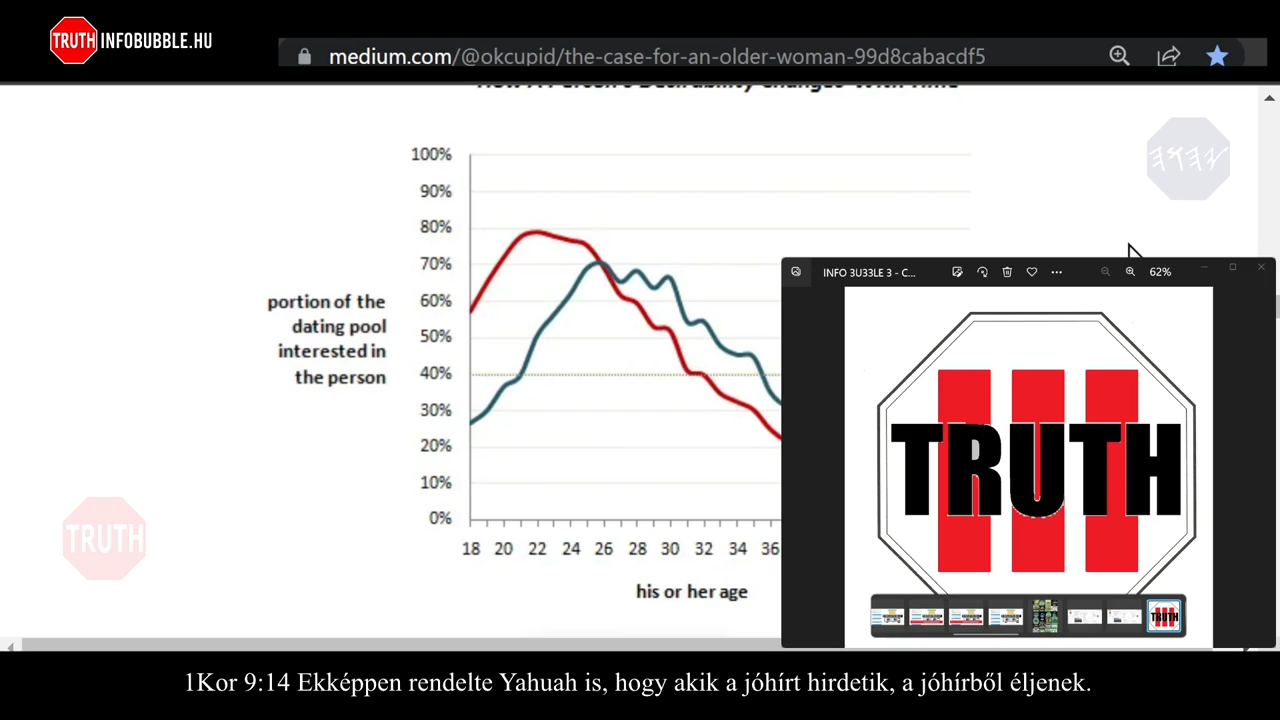 TRUTH INFOBUBBLE.HU
medium.com/@okcupid/the-case-for-an-older-woman-99d8cabacdf5
100%
90%
80%
70%
60%
50%
40%
30%
20%
10%
0%
portion of the
dating pool
interested in
the person
18 20 22 24 26 28 30 32 34 36
his or her age
INFO 3U33LE 3 - C...
62%
TRUTH
TRUTH
TRUTH
1Kor 9:14 Ekképpen rendelte Yahuah is, hogy akik a jóhírt hirdetik, a jóhírből éljenek.